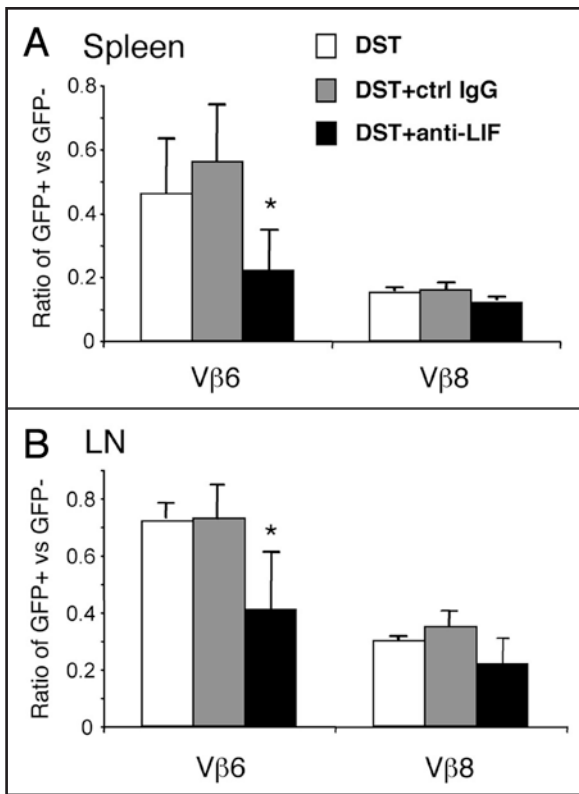 A Spleen
DST
DST+ctrl IgG
DST+anti-LIF
Ratio of GFP+ vs GFP-
0.8
0.6
0.4
0.2
0
*
Vβ6
Vβ8
B LN
Ratio of GFP+ vs GFP-
0.8
0.6
0.4
0.2
0
*
Vβ6
Vβ8